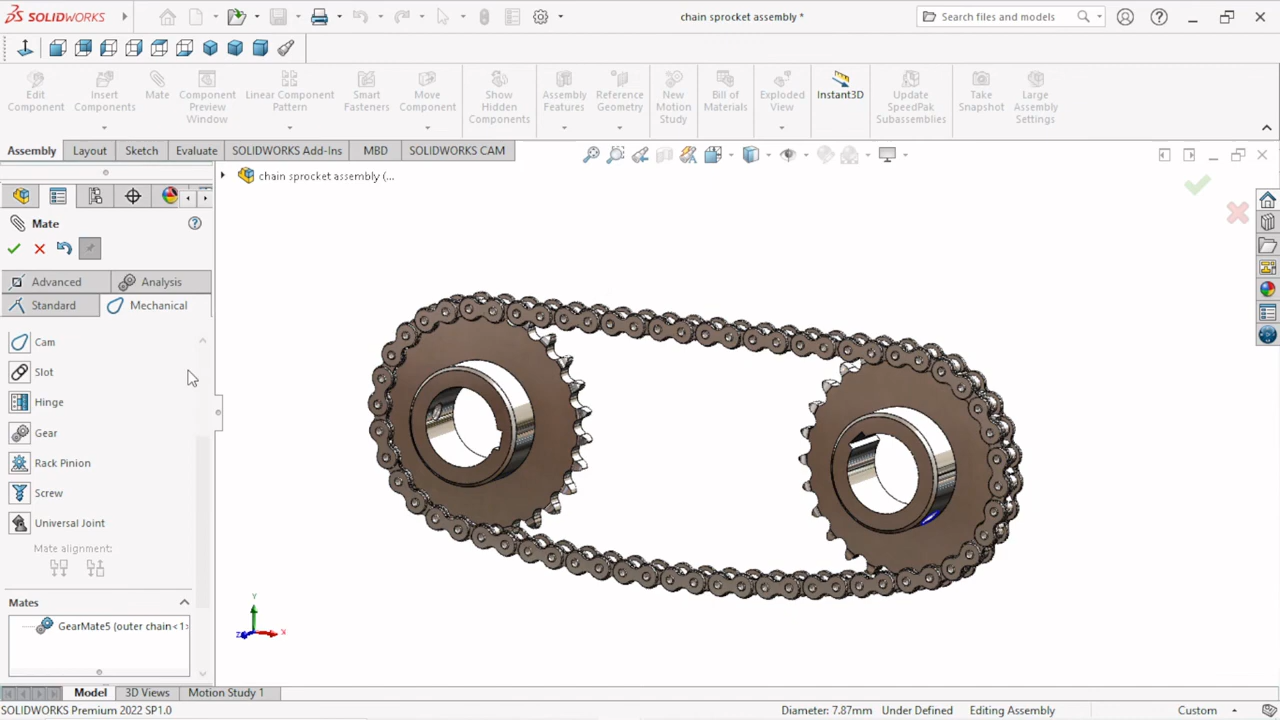 SOLIDWORKS
chain sprocket assembly *
Search files and models
Edit Component
Insert Components
Mate
Component Preview Window
Linear Component Pattern
Smart Fasteners
Move Component
Show Hidden Components
Assembly Features
Reference Geometry
New Motion Study
Bill of Materials
Exploded View
Instant3D
Update SpeedPak Subassemblies
Take Snapshot
Large Assembly Settings
Assembly
Layout
Sketch
Evaluate
SOLIDWORKS Add-Ins
MBD
SOLIDWORKS CAM
chain sprocket assembly (...
Mate
Advanced
Analysis
Standard
Mechanical
Cam
Slot
Hinge
Gear
Rack Pinion
Screw
Universal Joint
Mate alignment:
Mates
GearMate5 (outer chain<1>
Y
Z
X
Model
3D Views
Motion Study 1
SOLIDWORKS Premium 2022 SP1.0
Diameter: 7.87mm
Under Defined
Editing Assembly
Custom